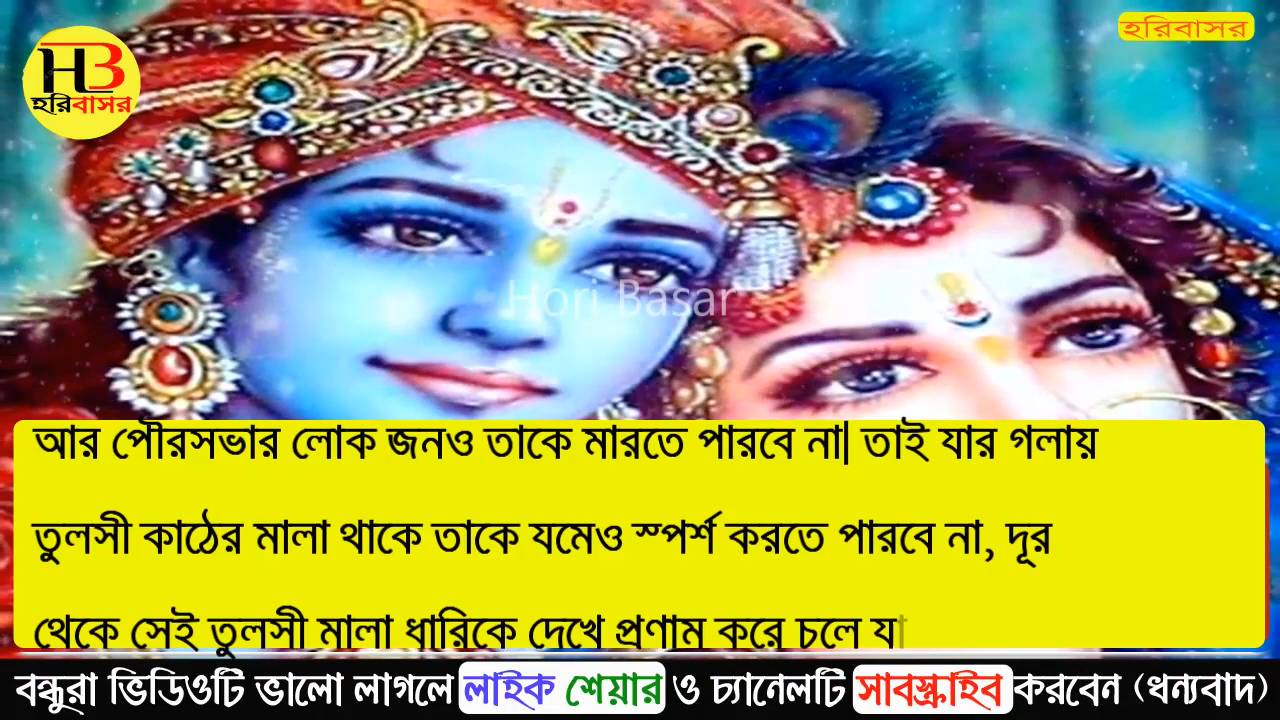 HB
হরিবাসর
হরিবাসর
Hori Basar
আর পৌরসভার লোক জনও তাকে মারতে পারবে না| তাই যার গলায়
তুলসী কাঠের মালা থাকে তাকে যমেও স্পর্শ করতে পারবে না, দূর
থেকে সেই তুলসী মালা ধারিকে দেখে প্রণাম করে চলে যা
বন্ধুরা ভিডিওটি ভালো লাগলে লাইক শেয়ার ও চ্যানেলটি সাবস্ক্রাইব করবেন (ধন্যবাদ)